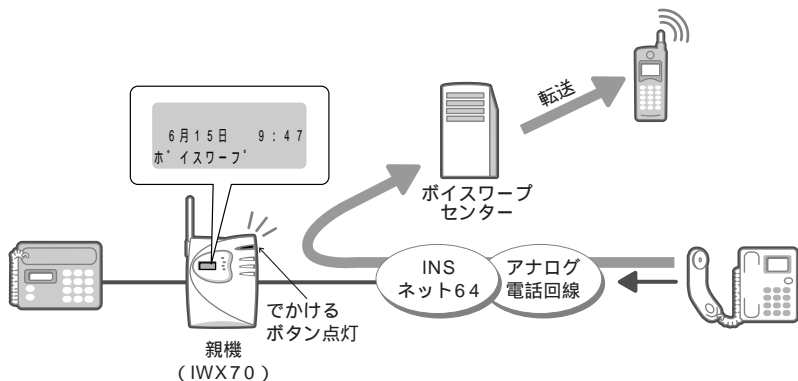 転送
6月15日 9:47
ボイスワープ
ボイスワープ
センター
INS
ネット64
アナログ
電話回線
でかける
ボタン点灯
親機
(IWX70)